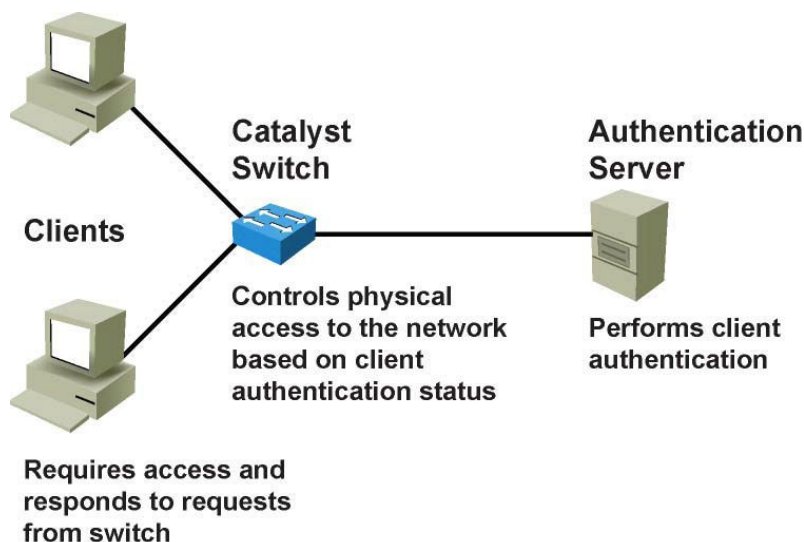 Catalyst
Switch
Authentication
Server
Clients
Controls physical
access to the network
based on client
authentication status
Performs client
authentication
Requires access and
responds to requests
from switch